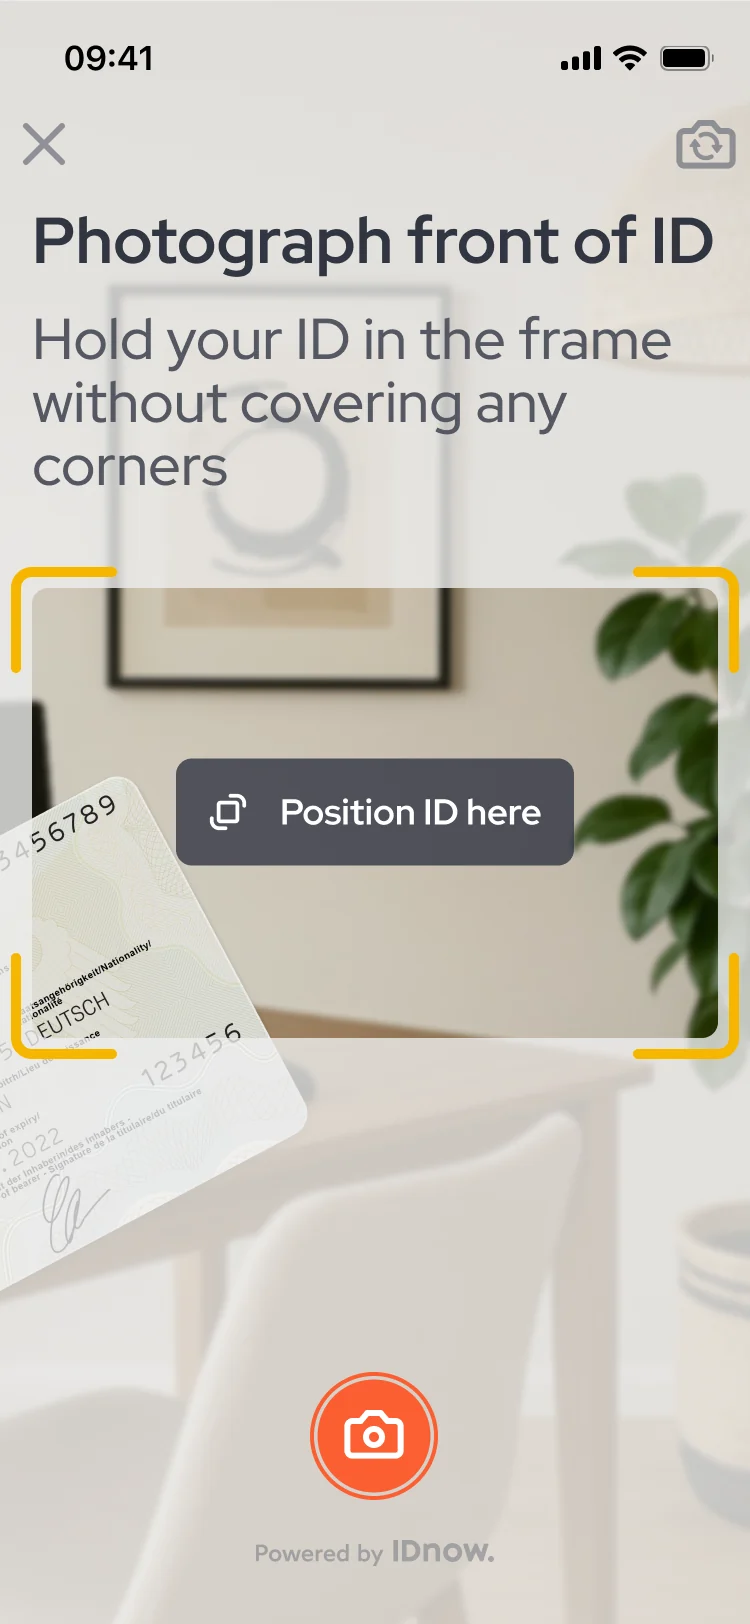 09:41
Photograph front of ID
Hold your ID in the frame
without covering any
corners
Position ID here
3456789
DEUTSCH
123456
.2022
Powered by IDnow.